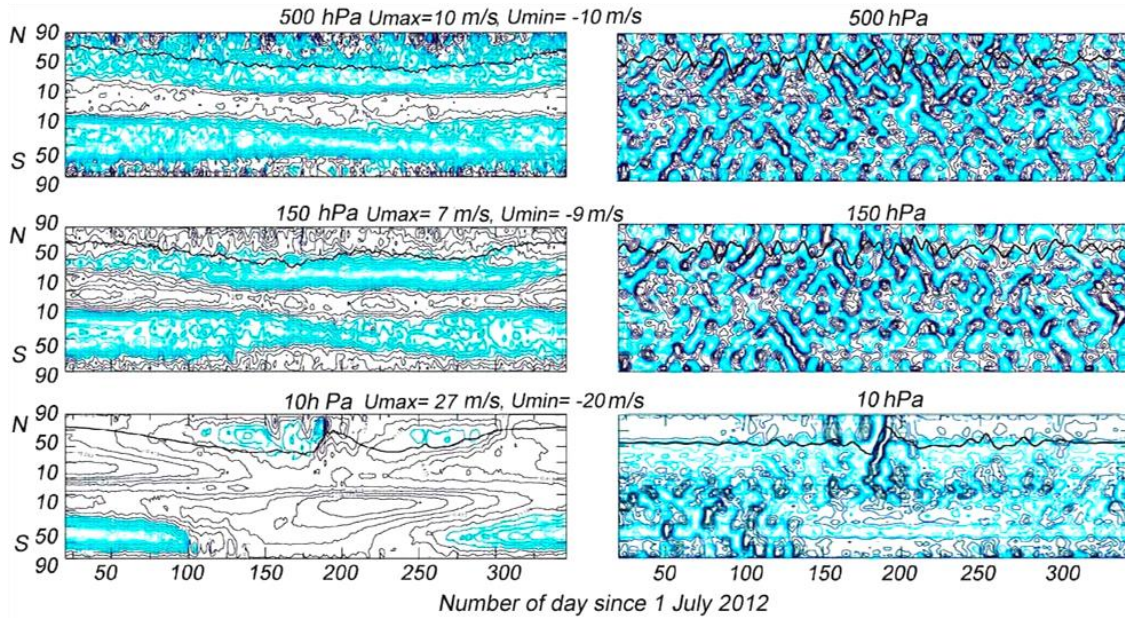 500 hPa Umax=10 m/s, Umin= -10 m/s
500 hPa
N 90
50
10
10
S 50
90
150 hPa Umax= 7 m/s, Umin= -9 m/s
150 hPa
N 90
50
10
10
S 50
90
10h Pa Umax= 27 m/s, Umin= -20 m/s
10 hPa
N 90
50
10
10
S 50
90
50 100 150 200 250 300 50 100 150 200 250 300
Number of day since 1 July 2012